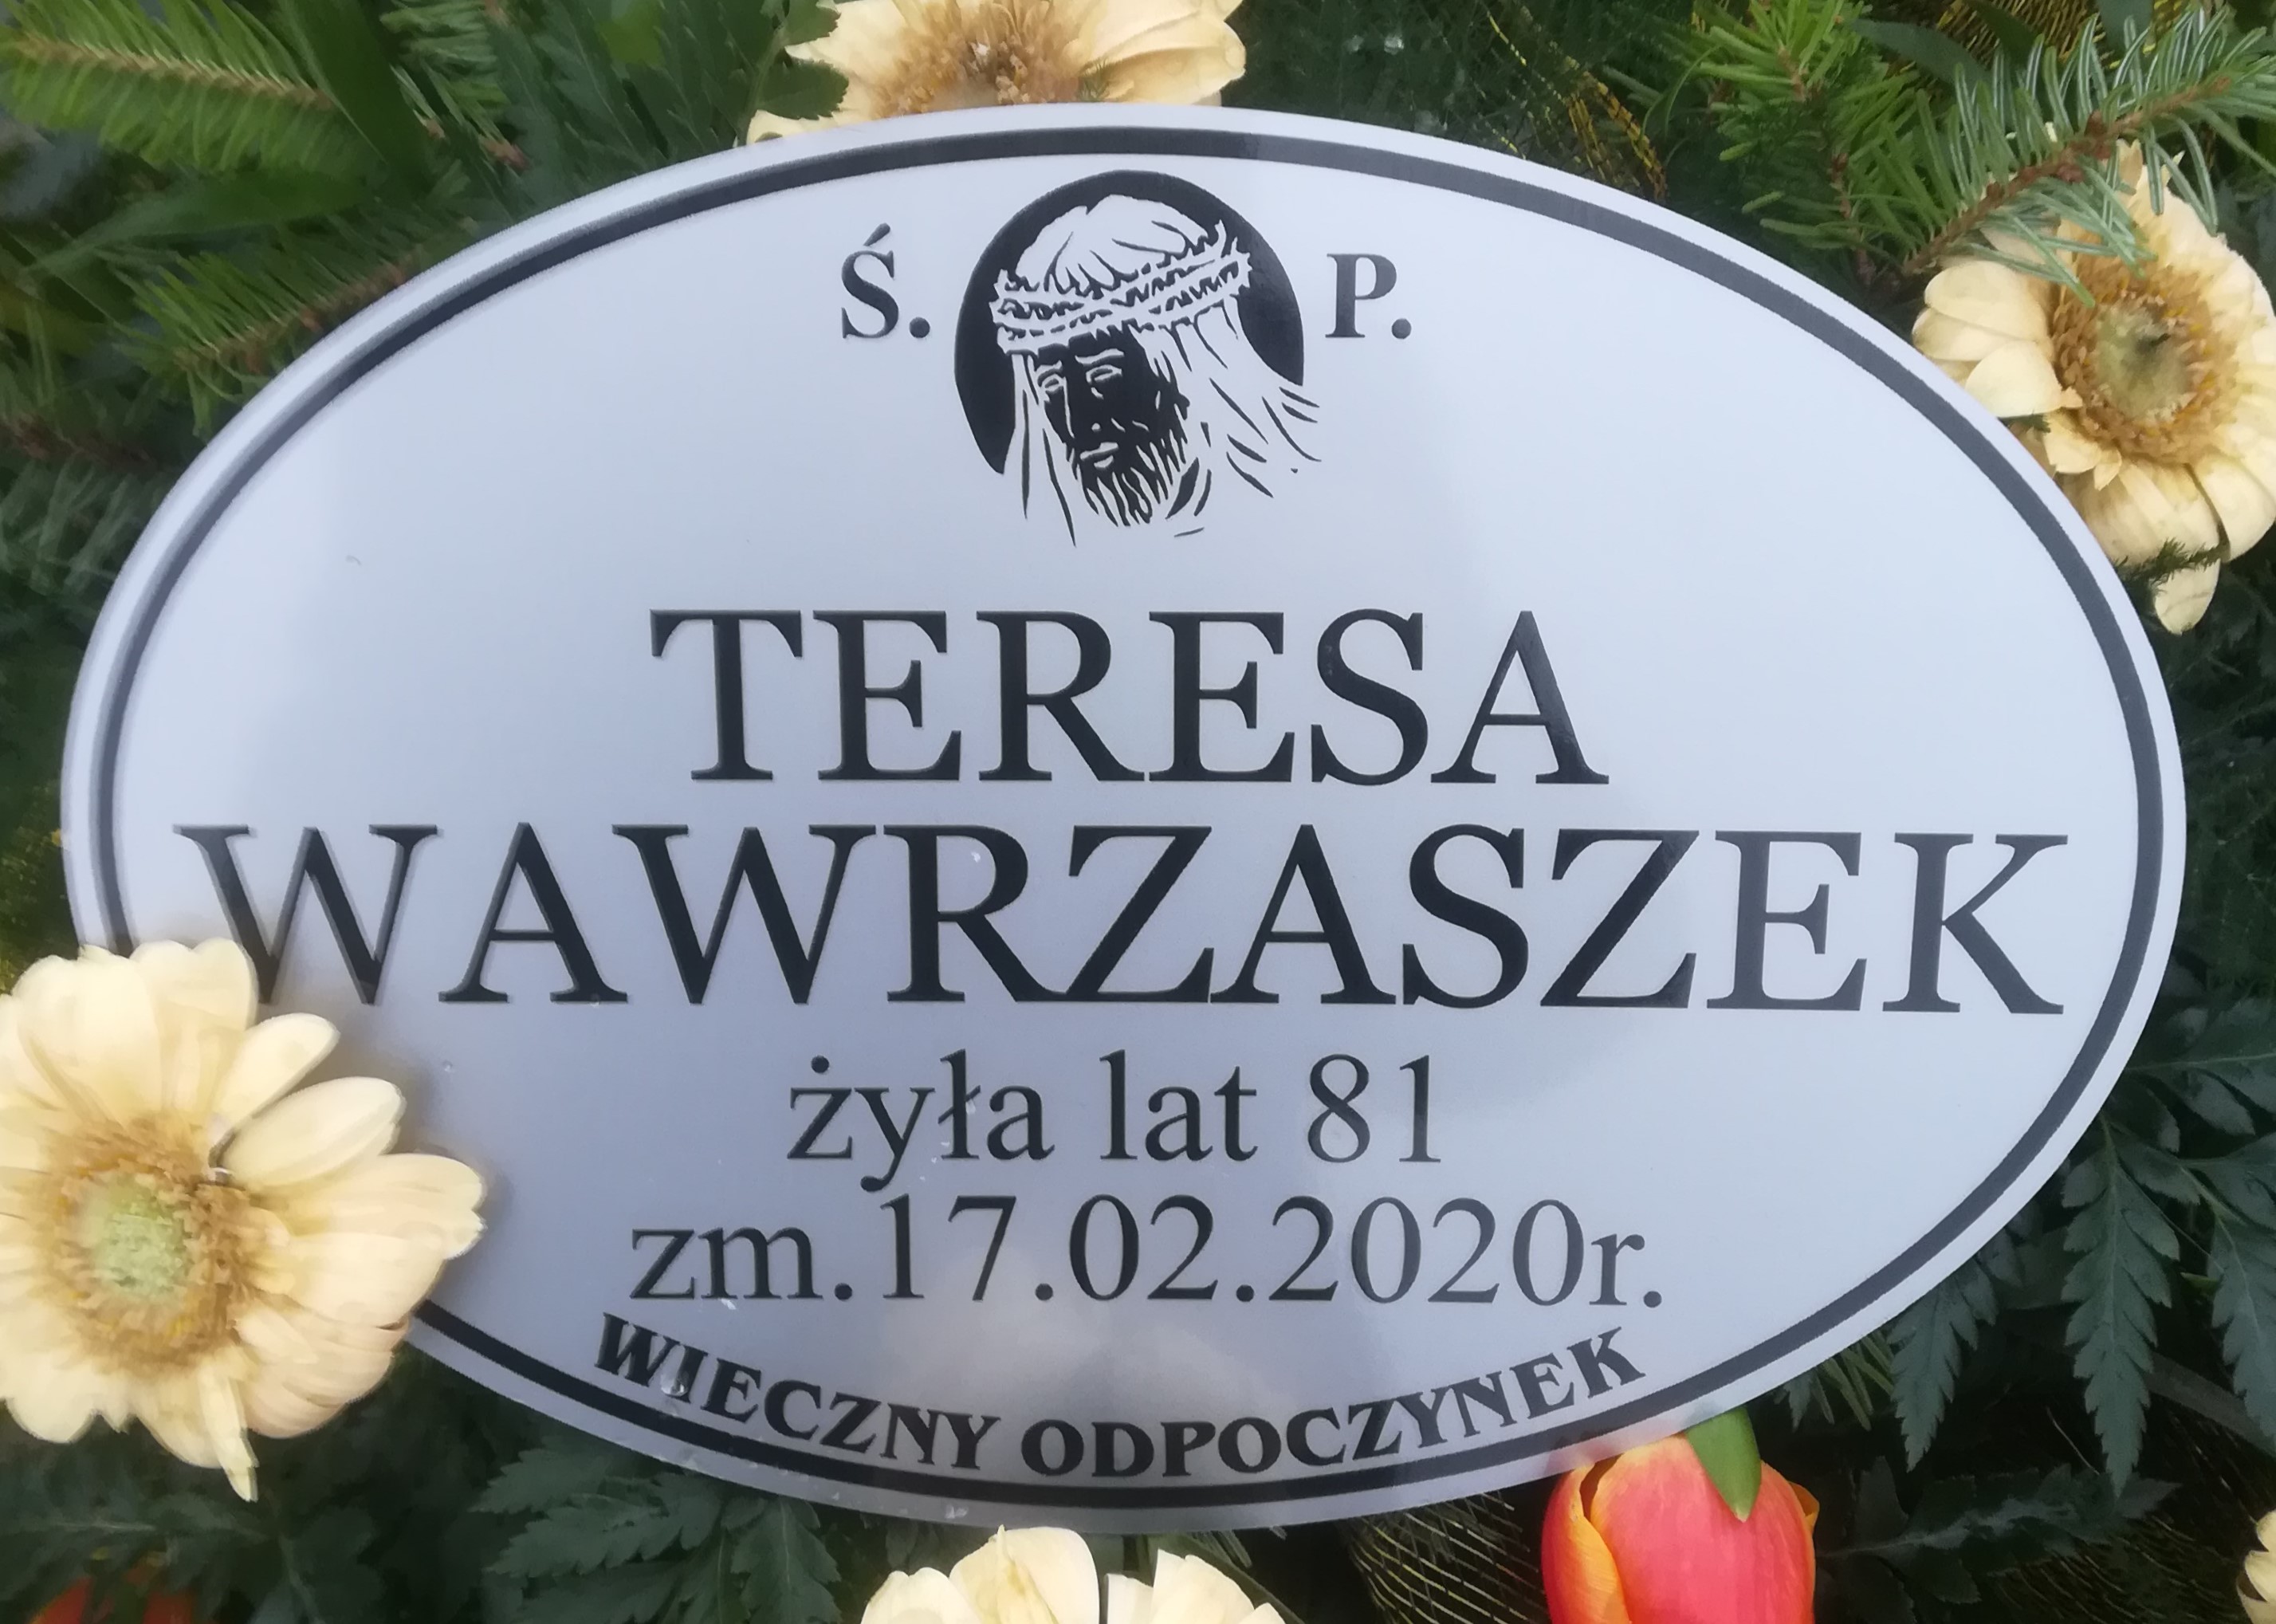 Ś. P.
TERESA
WAWRZASZEK
żyła lat 81
zm.17.02.2020r.
WIECZNY ODPOCZYNEK